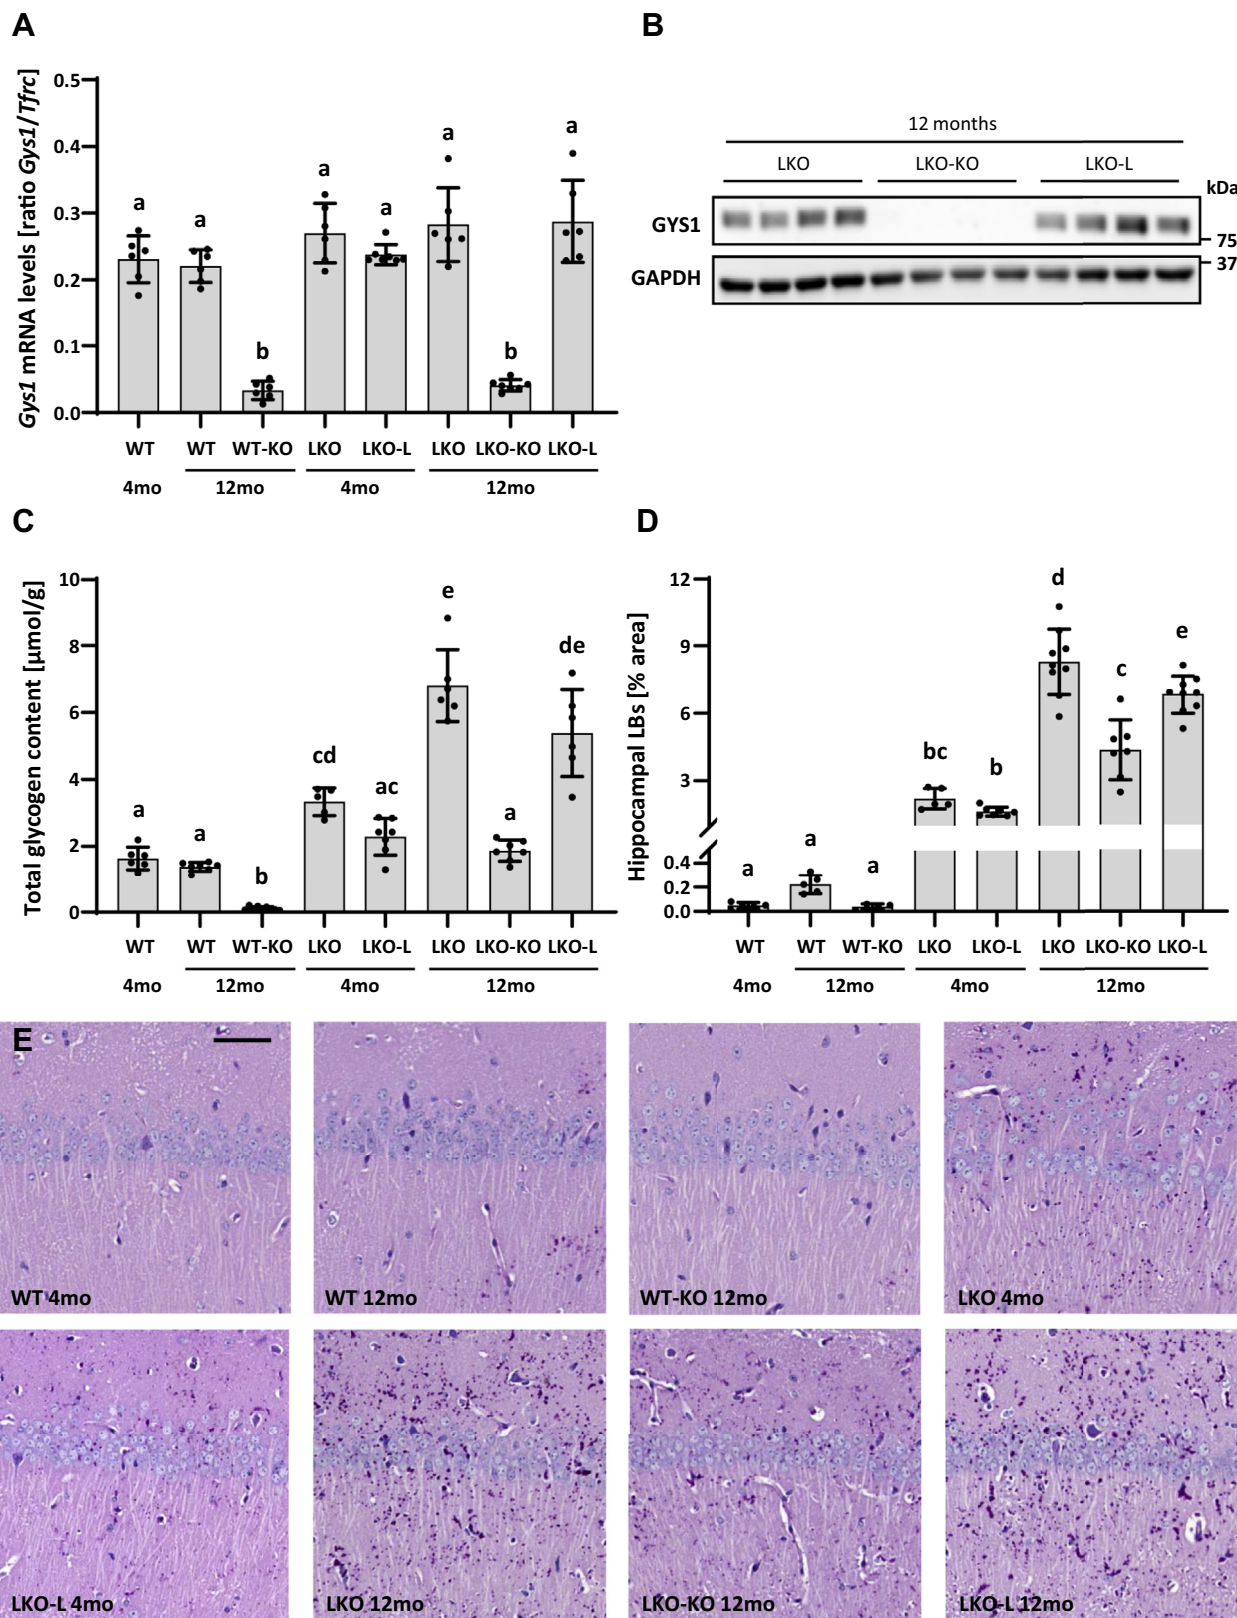 A
Gys1 mRNA levels [ratio Gys1/Tfrc]
0.5
0.4
0.3
0.2
0.1
0.0
a
a
b
a
a
a
b
a
WT
WT
WT-KO
LKO
LKO-L
LKO
LKO-KO
LKO-L
4mo
12mo
4mo
12mo
B
12 months
LKO
LKO-KO
LKO-L
kDa
GYS1
75
37
GAPDH
C
Total glycogen content [µmol/g]
10
8
6
4
2
0
a
a
b
cd
ac
e
a
de
WT
WT
WT-KO
LKO
LKO-L
LKO
LKO-KO
LKO-L
4mo
12mo
4mo
12mo
D
Hippocampal LBs [% area]
12
9
6
3
0.4
0.2
0.0
a
a
a
bc
b
d
c
e
WT
WT
WT-KO
LKO
LKO-L
LKO
LKO-KO
LKO-L
4mo
12mo
4mo
12mo
E
WT 4mo
WT 12mo
WT-KO 12mo
LKO 4mo
LKO-L 4mo
LKO 12mo
LKO-KO 12mo
LKO-L 12mo